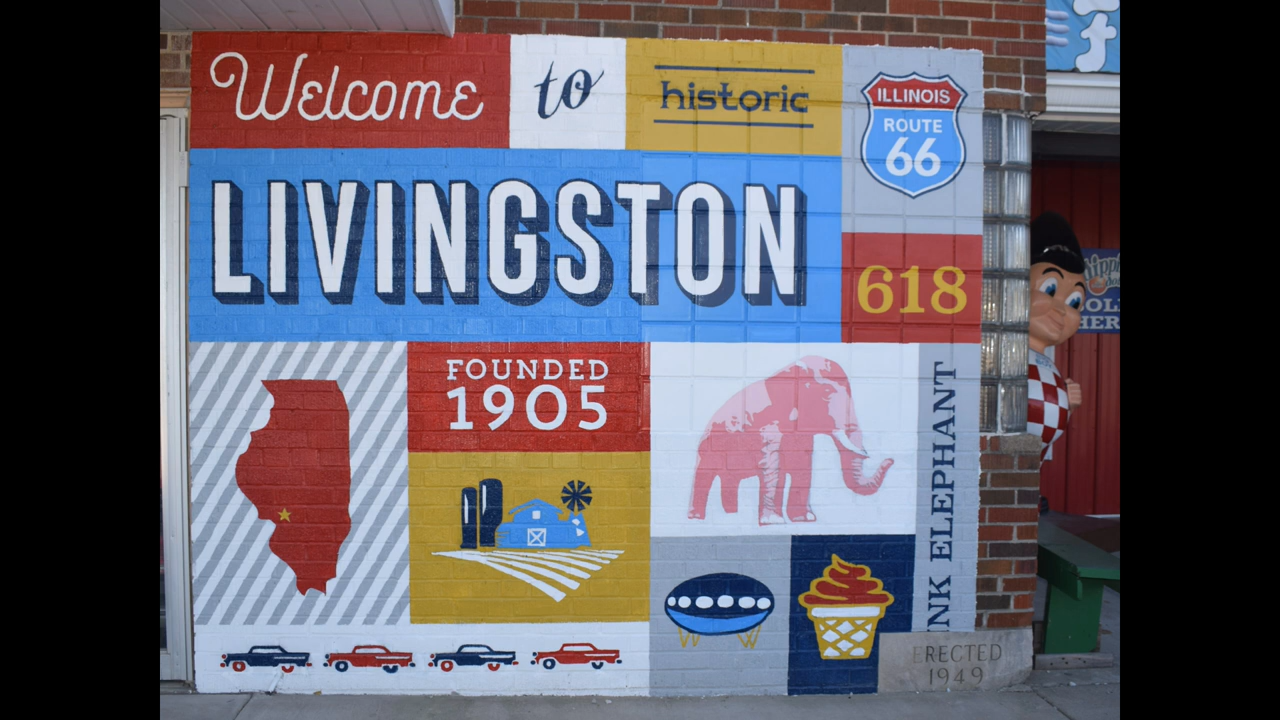 Welcome to historic
ILLINOIS
ROUTE
66
LIVINGSTON
618
FOUNDED
1905
NK ELEPHANT
ERECTED
1949